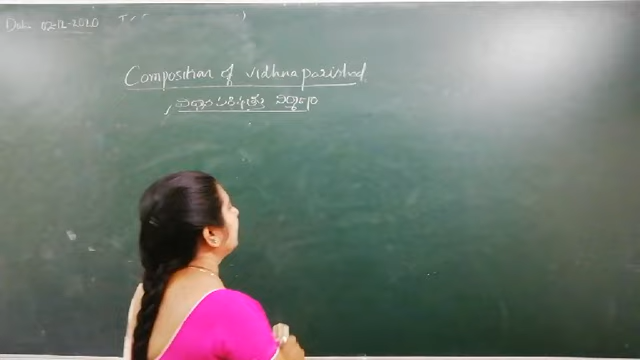 Date 02-12-2020
Composition of vidhna parishad
విధాన పరిషత్తు నిర్మాణం